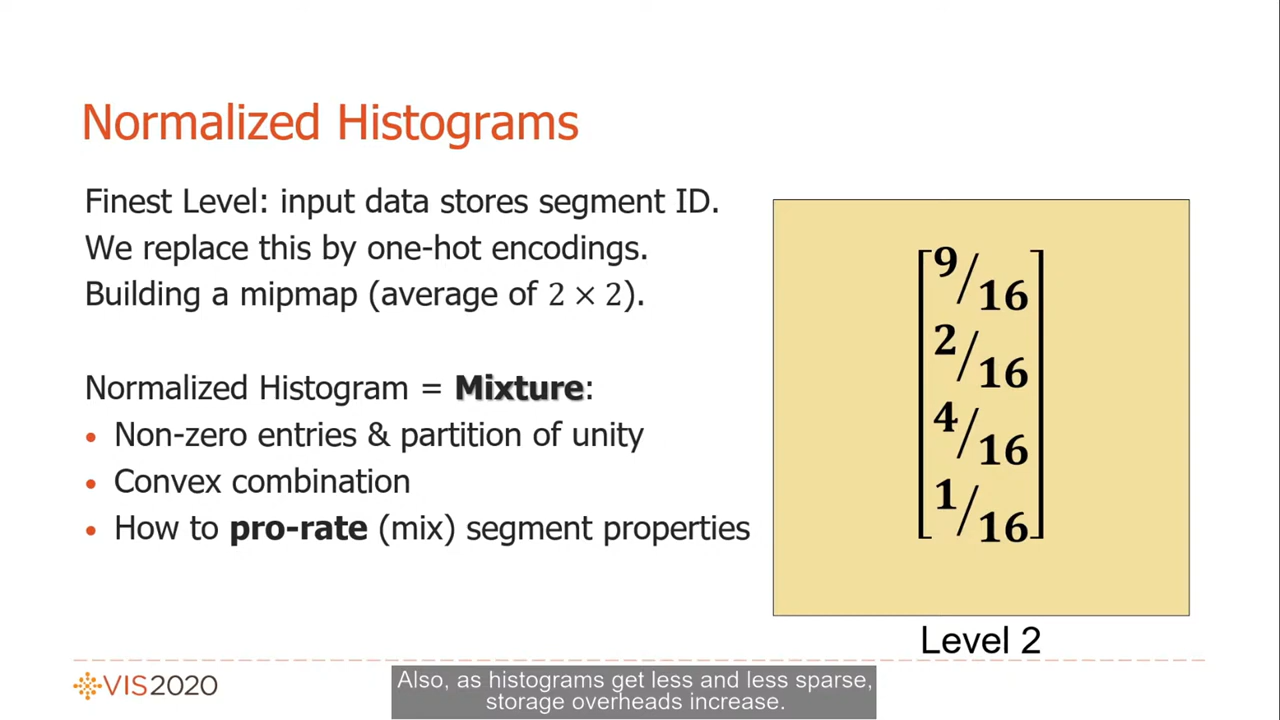 Normalized Histograms
Finest Level: input data stores segment ID.
We replace this by one-hot encodings.
Building a mipmap (average of 2 × 2).
Normalized Histogram = Mixture:
• Non-zero entries & partition of unity
• Convex combination
• How to pro-rate (mix) segment properties
9/16
2/16
4/16
1/16
Level 2
VIS2020
Also, as histograms get less and less sparse,
storage overheads increase.